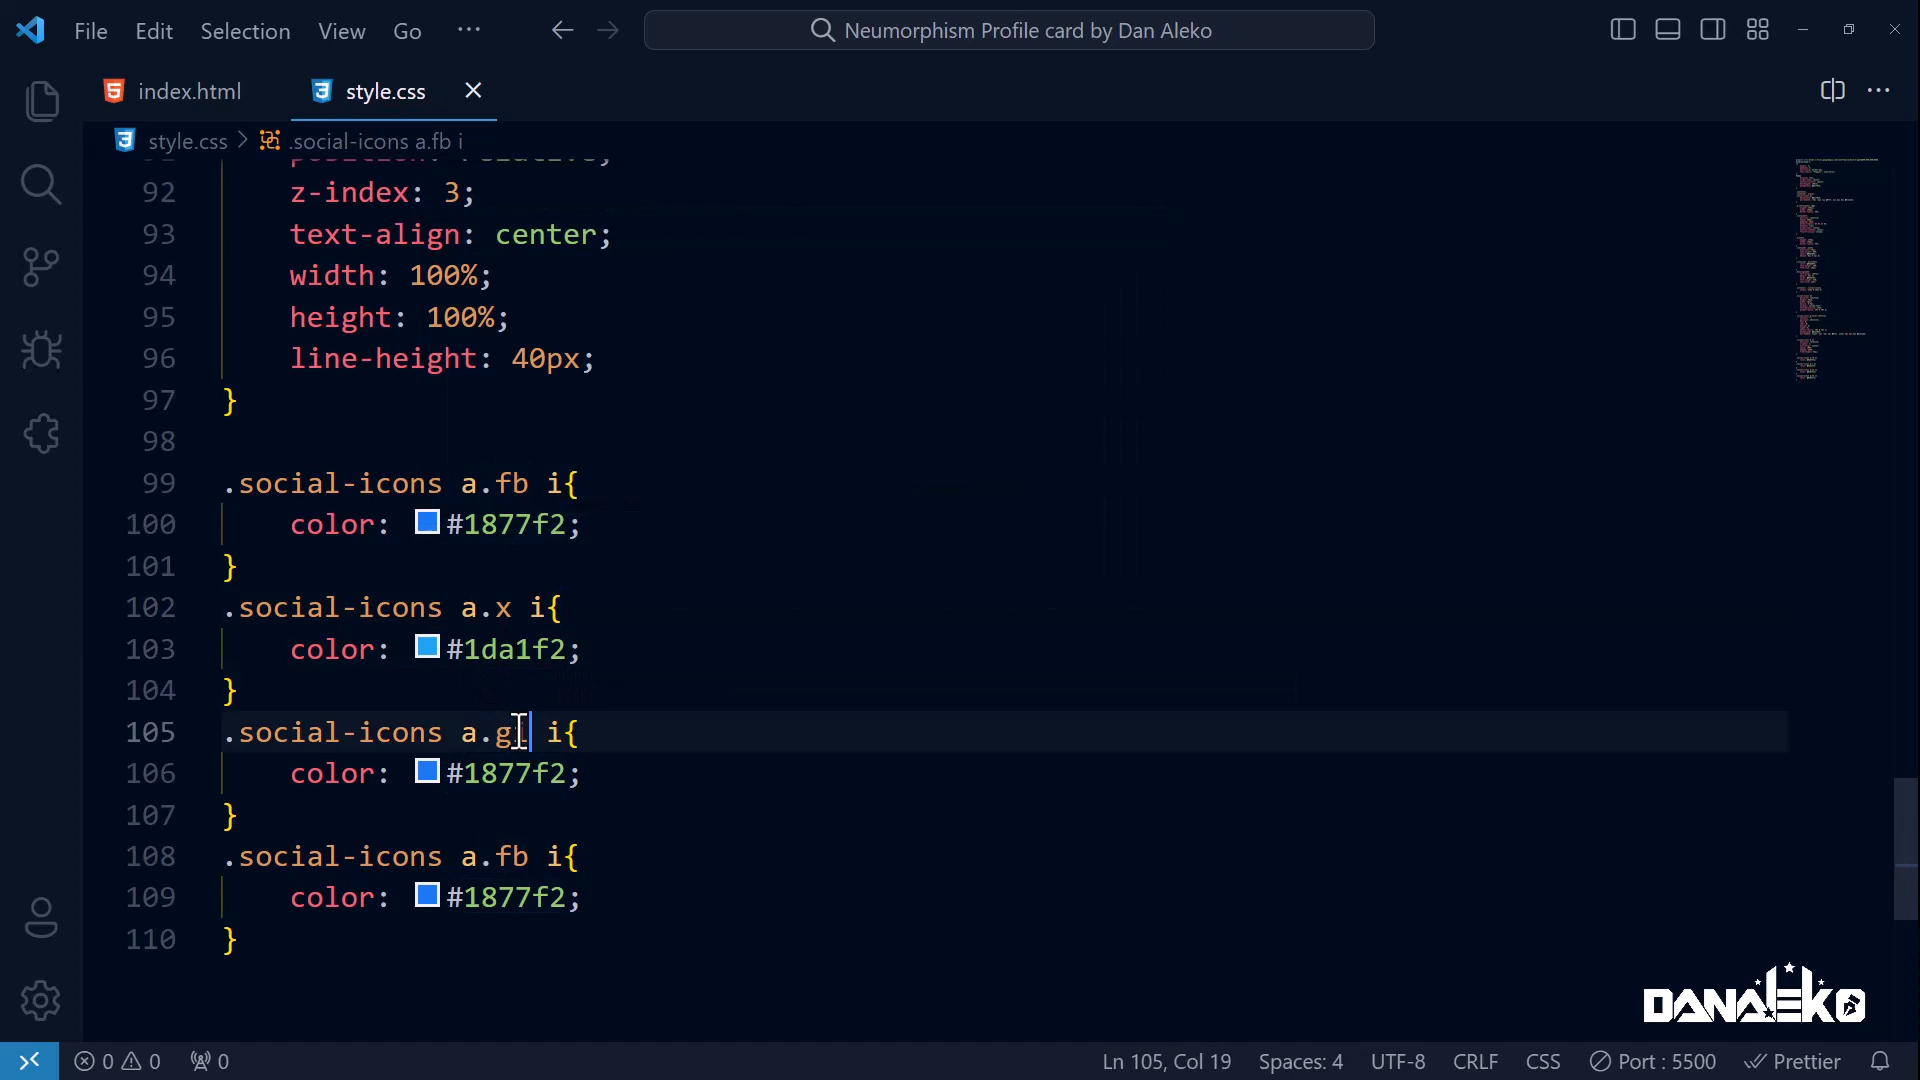 File Edit Selection View Go ··· Neumorphism Profile card by Dan Aleko
index.html style.css
style.css > .social-icons a.fb i
92 z-index: 3;
93 text-align: center;
94 width: 100%;
95 height: 100%;
96 line-height: 40px;
97 }
98
99 .social-icons a.fb i{
100 color: #1877f2;
101 }
102 .social-icons a.x i{
103 color: #1da1f2;
104 }
105 .social-icons a.gi i{
106 color: #1877f2;
107 }
108 .social-icons a.fb i{
109 color: #1877f2;
110 }
DANALEKO
0 0 0 Ln 105, Col 19 Spaces: 4 UTF-8 CRLF CSS Port : 5500 Prettier